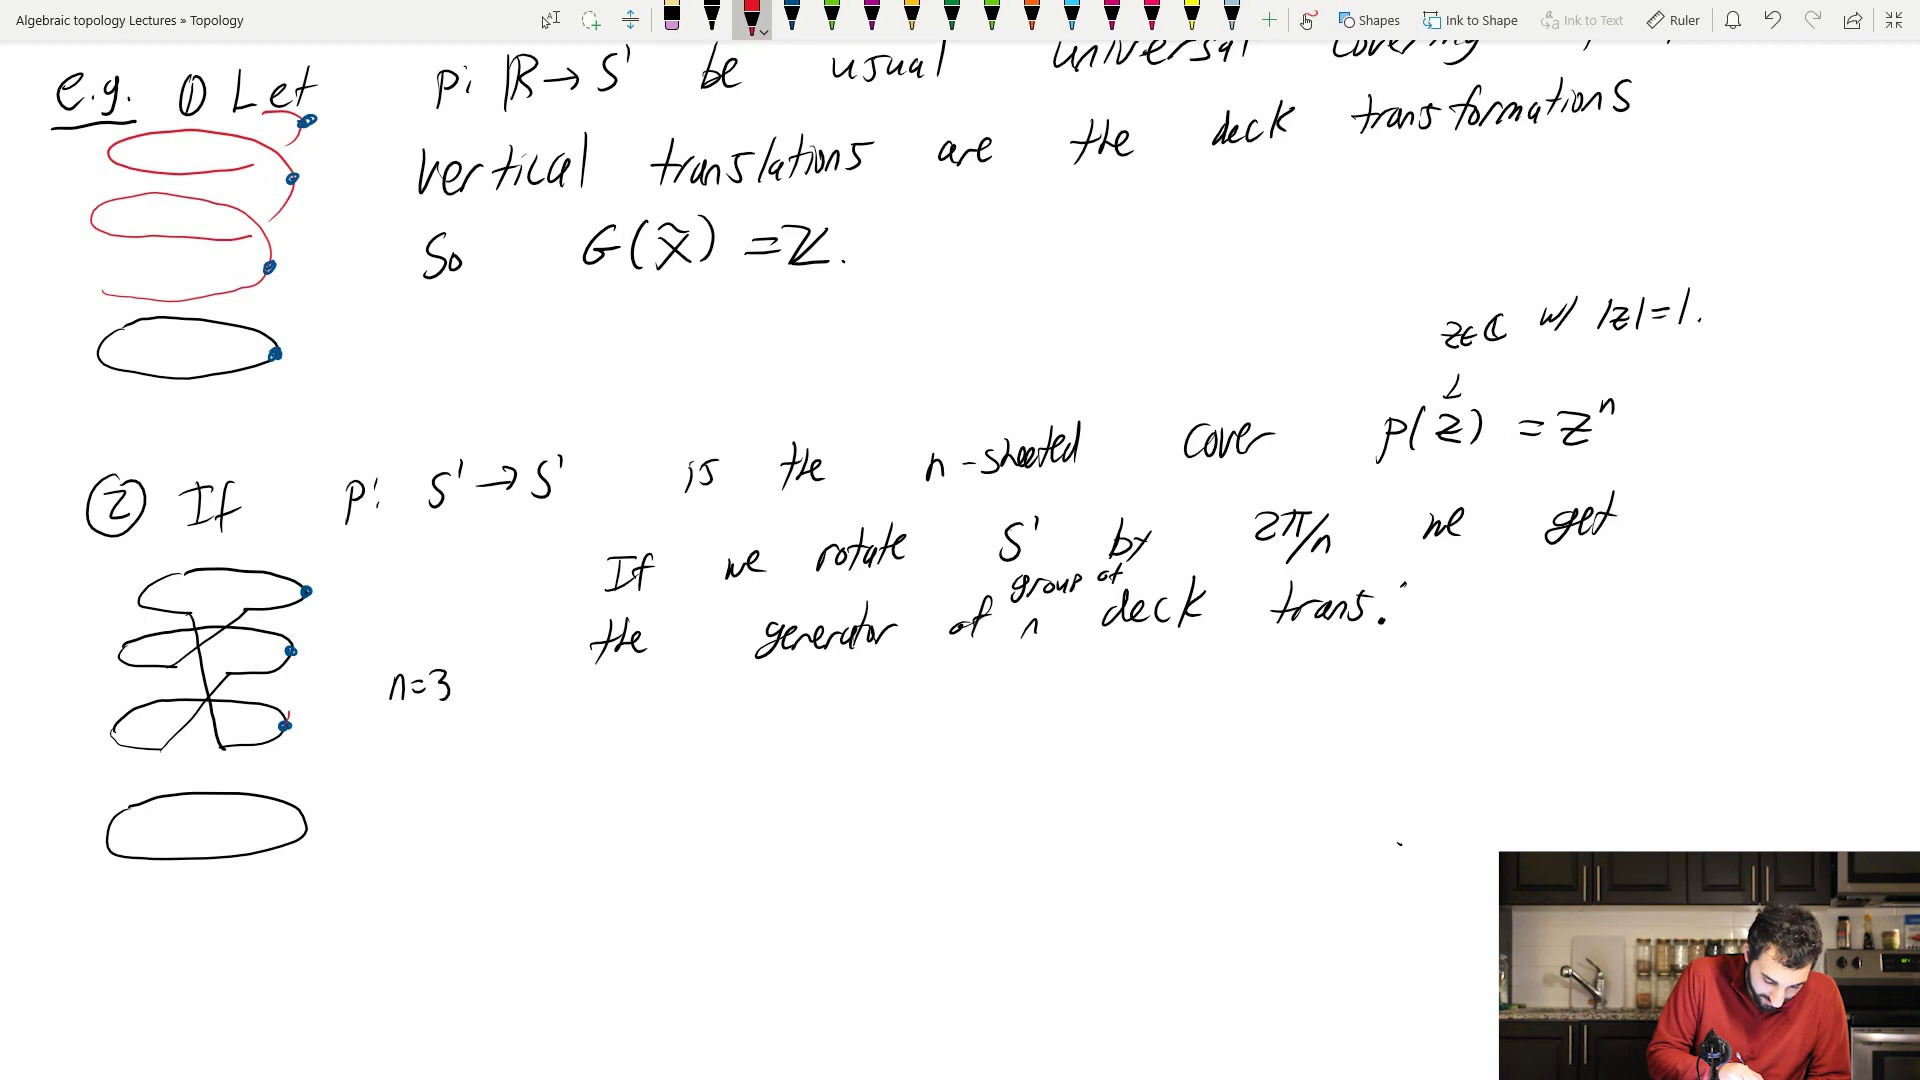 Algebraic topology Lectures » Topology
Shapes
Ink to Shape
Ink to Text
Ruler
e.g. ① Let p: ℝ → S¹ be usual universal covering
vertical translations are the deck transformations
So G(X̃) = ℤ.
z∈ℂ w/ |z|=1.
② If p: S¹ → S¹ is the n-sheeted cover p(z) = zⁿ
If we rotate S¹ by 2π/n we get
the generator of group of deck trans.
n=3